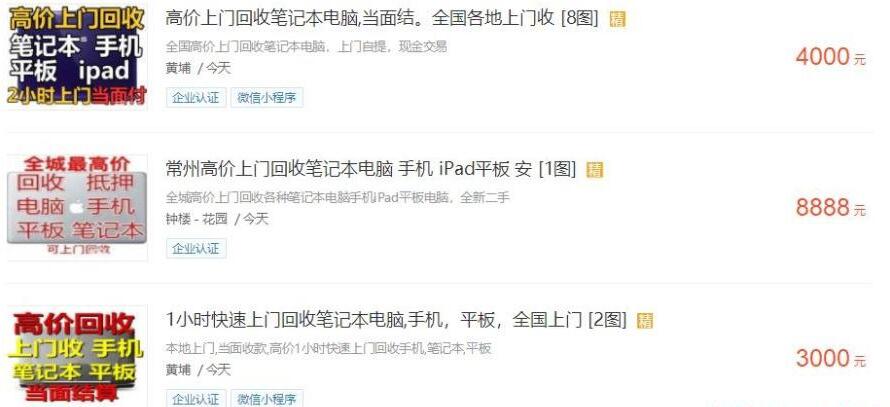 高价上门回收
笔记本 手机
平板 ipad
2小时上门当面付
高价上门回收笔记本电脑,当面结。全国各地上门收 [8图] 精
全国高价上门回收笔记本电脑，上门自提，现金交易
黄埔 / 今天
企业认证 微信小程序
4000 元
全城最高价
回收 抵押
电脑 手机
平板 笔记本
可上门回收
常州高价上门回收笔记本电脑 手机 iPad平板 安 [1图] 精
全城高价上门回收各种笔记本电脑手机iPad平板电脑，全新二手
钟楼 - 花园 / 今天
企业认证
8888 元
高价回收
上门收 手机
笔记本 平板
当面结算
1小时快速上门回收笔记本电脑,手机，平板，全国上门 [2图] 精
本地上门,当面收款,高价1小时快速上门回收手机,笔记本,平板
黄埔 / 今天
企业认证 微信小程序
3000 元